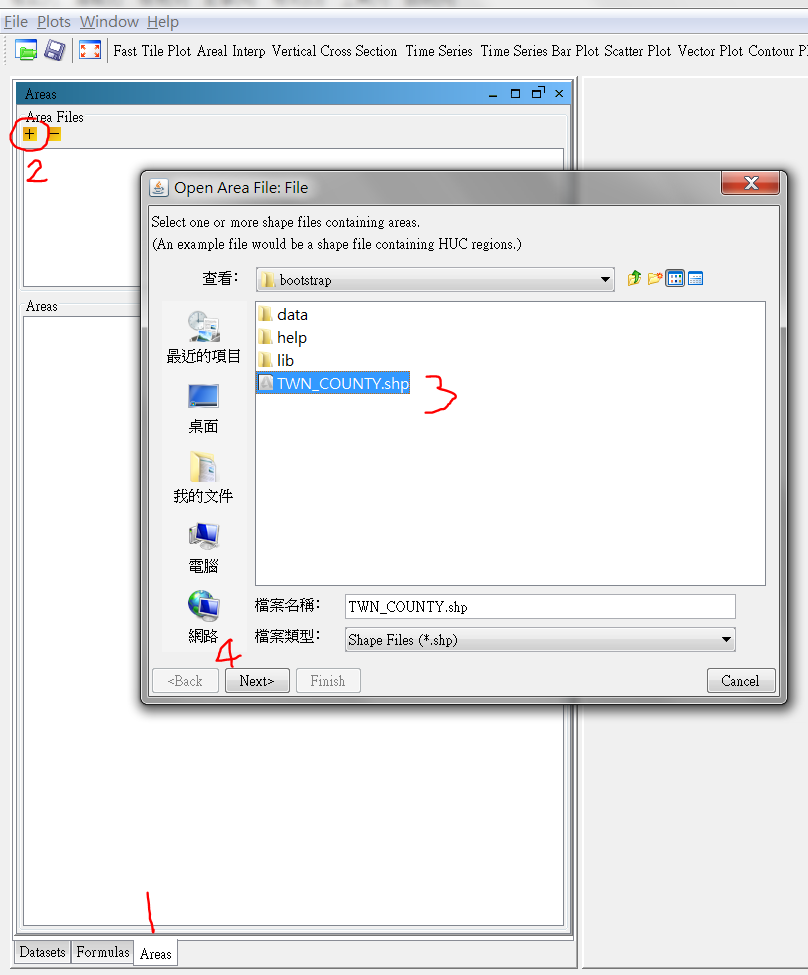 File Plots Window Help
Fast Tile Plot Areal Interp Vertical Cross Section Time Series Time Series Bar Plot Scatter Plot Vector Plot Contour Pl
Areas
Area Files
+ −
2
Open Area File: File
Select one or more shape files containing areas.
(An example file would be a shape file containing HUC regions.)
查看: bootstrap
Areas
最近的項目
桌面
我的文件
電腦
網路
data
help
lib
TWN_COUNTY.shp
3
檔案名稱: TWN_COUNTY.shp
檔案類型: Shape Files (*.shp)
4
<Back Next> Finish Cancel
1
Datasets Formulas Areas